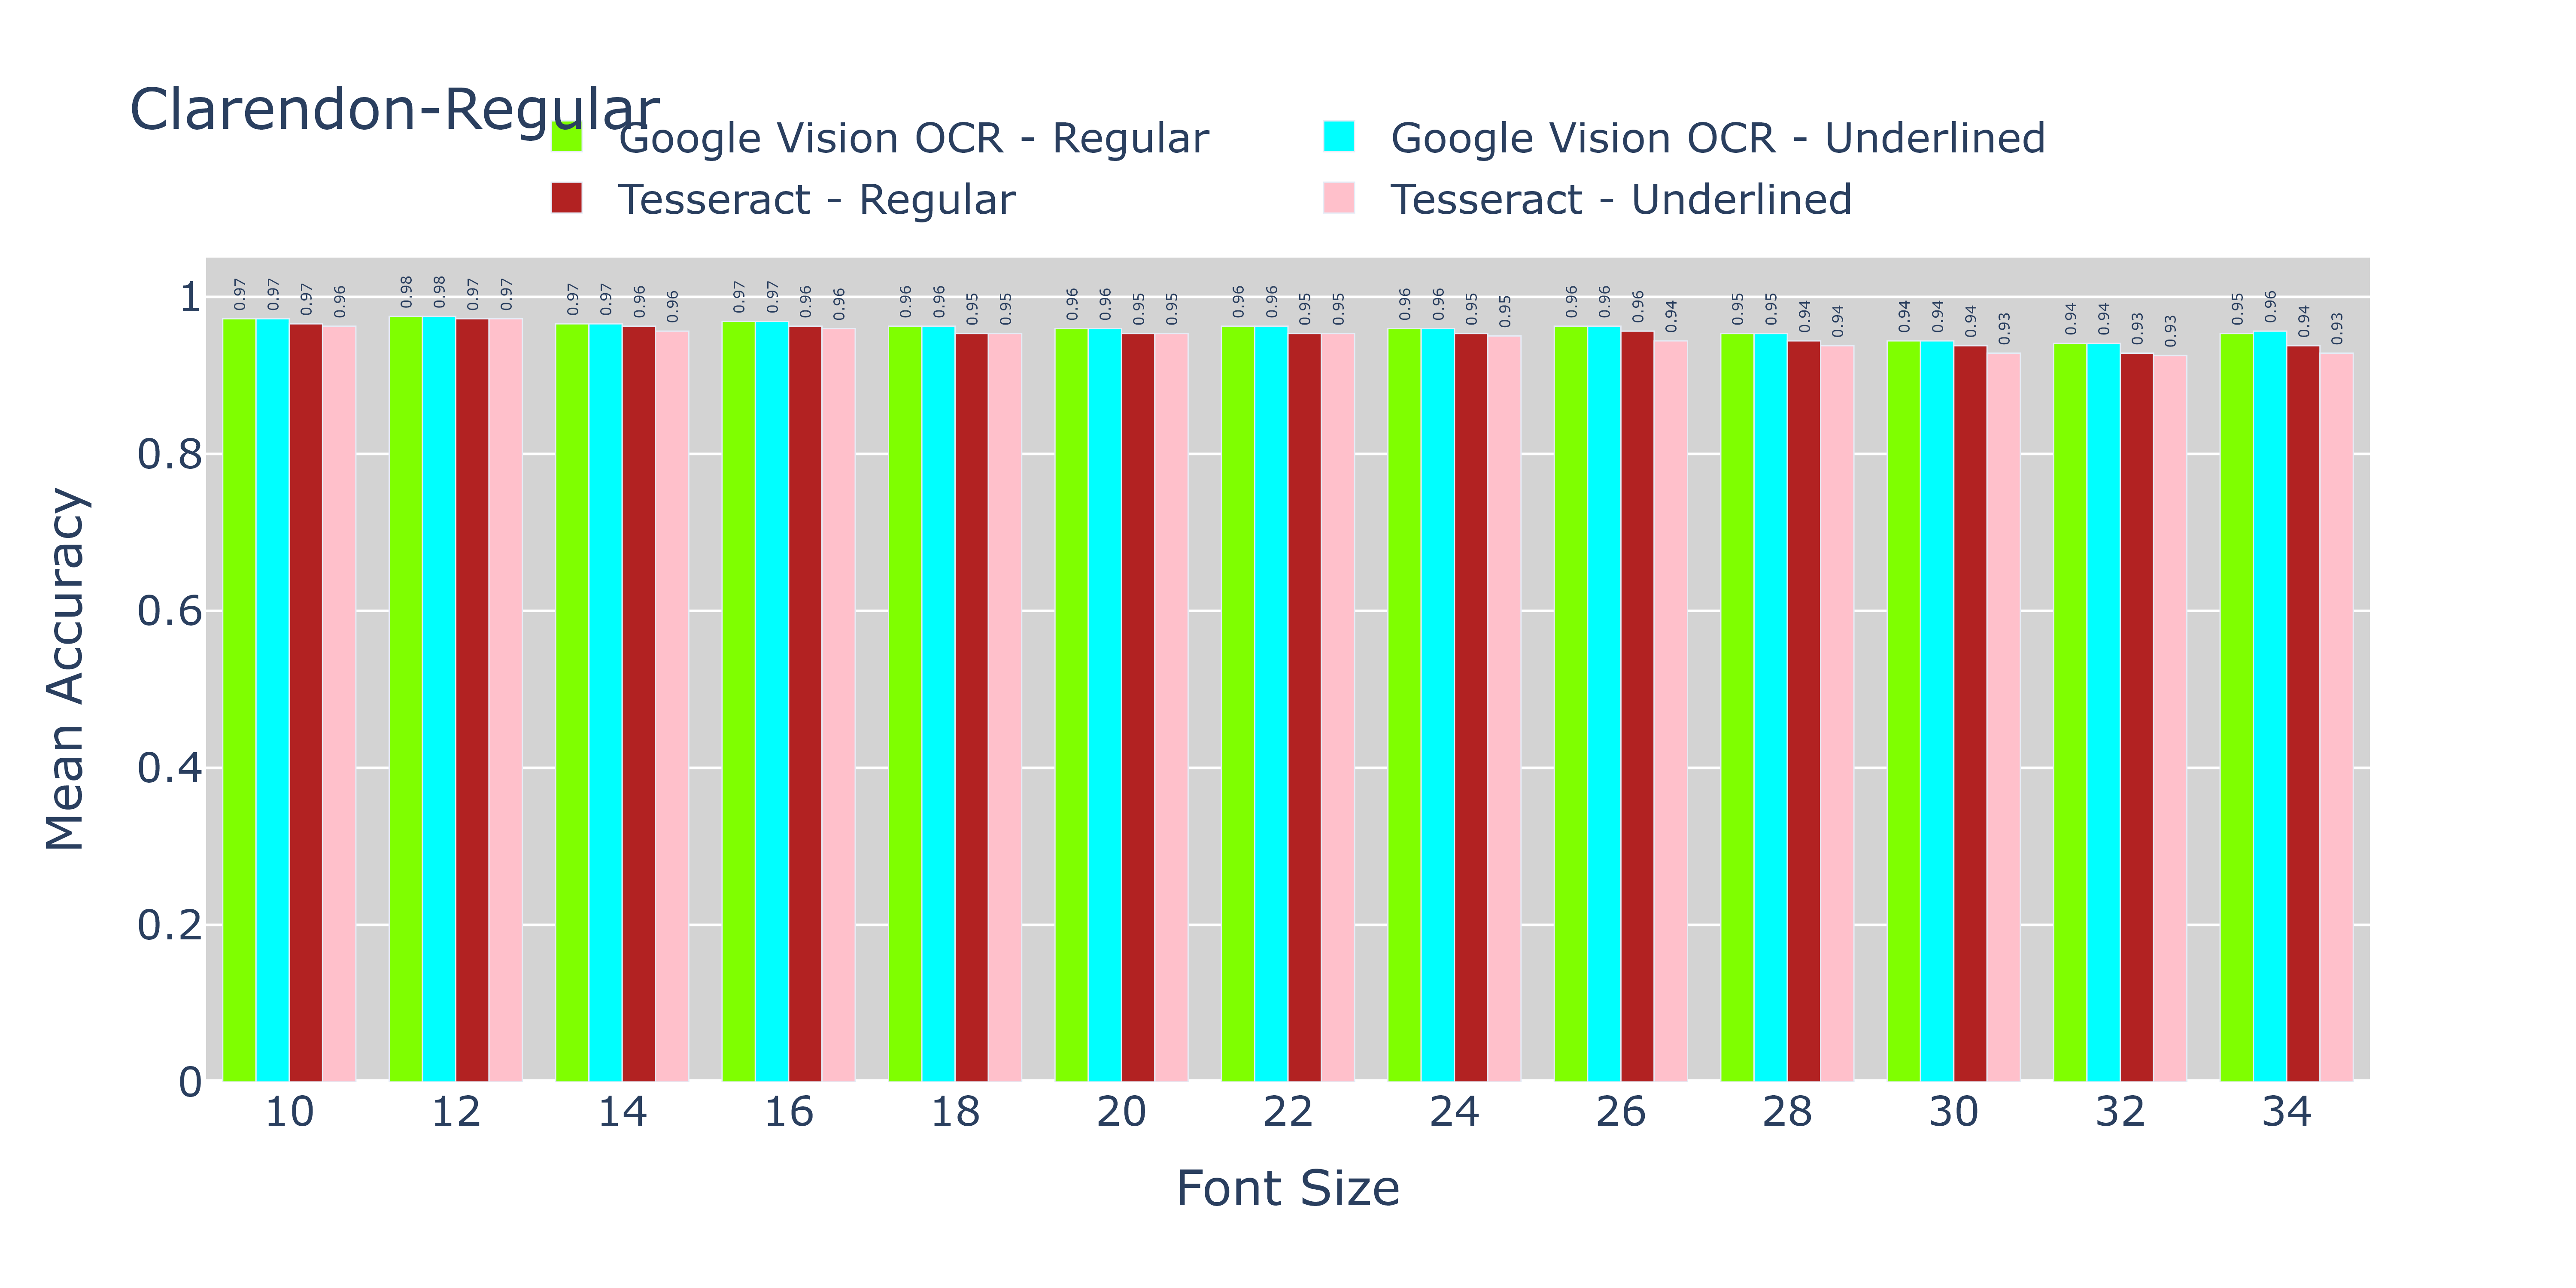 Clarendon-Regular
Google Vision OCR - Regular
Google Vision OCR - Underlined
Tesseract - Regular
Tesseract - Underlined
0.97 0.97 0.97 0.96 0.98 0.98 0.97 0.97 0.97 0.97 0.96 0.96 0.97 0.97 0.96 0.96 0.96 0.96 0.95 0.95 0.96 0.96 0.95 0.95 0.96 0.96 0.95 0.95 0.96 0.96 0.95 0.95 0.96 0.96 0.96 0.94 0.95 0.95 0.94 0.94 0.94 0.94 0.94 0.93 0.94 0.94 0.93 0.93 0.95 0.96 0.94 0.93
1
0.8
0.6
0.4
0.2
0
Mean Accuracy
10 12 14 16 18 20 22 24 26 28 30 32 34
Font Size